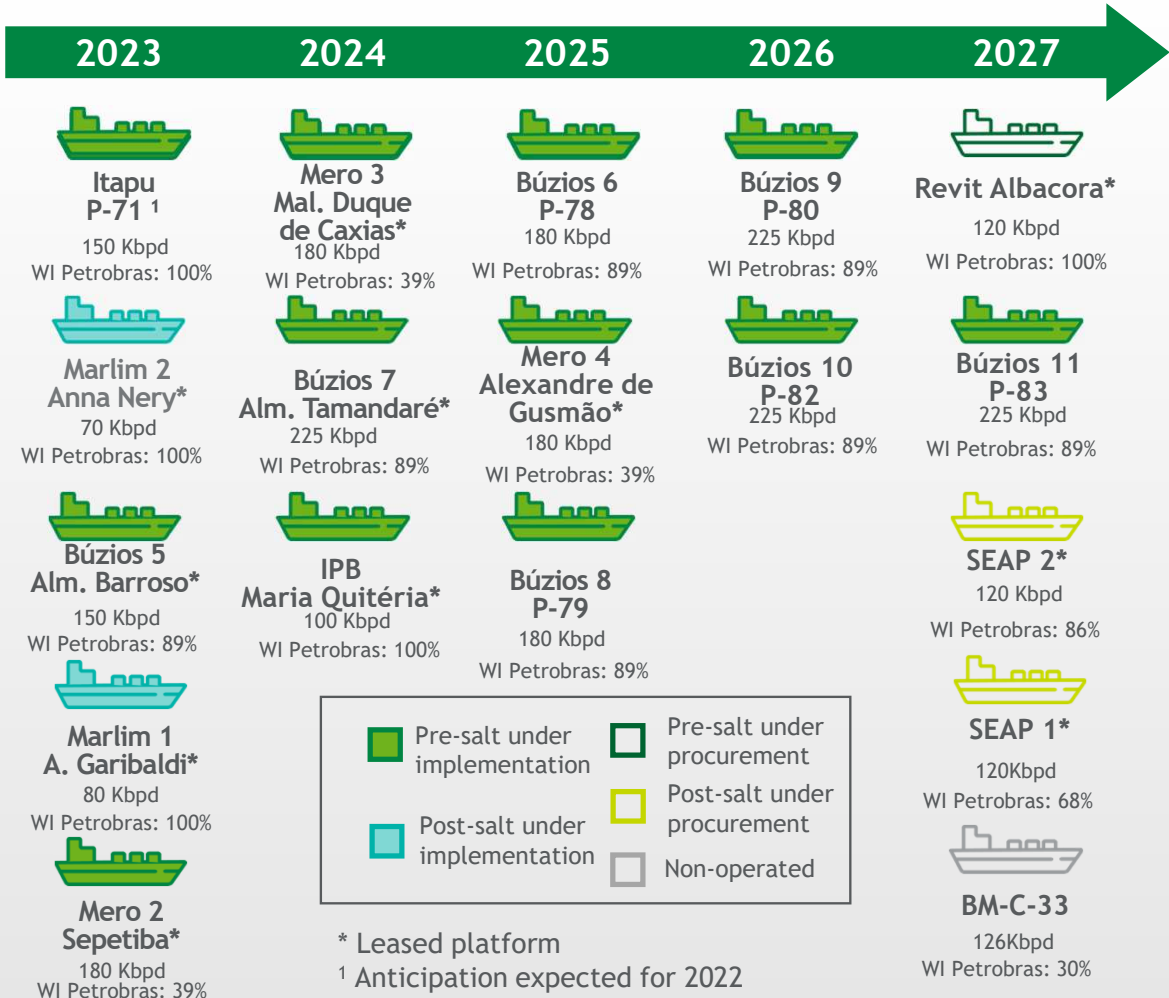 2023
2024
2025
2026
2027
Itapu
P-71 ¹
150 Kbpd
WI Petrobras: 100%
Marlim 2
Anna Nery*
70 Kbpd
WI Petrobras: 100%
Búzios 5
Alm. Barroso*
150 Kbpd
WI Petrobras: 89%
Marlim 1
A. Garibaldi*
80 Kbpd
WI Petrobras: 100%
Mero 2
Sepetiba*
180 Kbpd
WI Petrobras: 39%
Mero 3
Mal. Duque
de Caxias*
180 Kbpd
WI Petrobras: 39%
Búzios 7
Alm. Tamandaré*
225 Kbpd
WI Petrobras: 89%
IPB
Maria Quitéria*
100 Kbpd
WI Petrobras: 100%
Búzios 6
P-78
180 Kbpd
WI Petrobras: 89%
Mero 4
Alexandre de
Gusmão*
180 Kbpd
WI Petrobras: 39%
Búzios 8
P-79
180 Kbpd
WI Petrobras: 89%
Búzios 9
P-80
225 Kbpd
WI Petrobras: 89%
Búzios 10
P-82
225 Kbpd
WI Petrobras: 89%
Revit Albacora*
120 Kbpd
WI Petrobras: 100%
Búzios 11
P-83
225 Kbpd
WI Petrobras: 89%
SEAP 2*
120 Kbpd
WI Petrobras: 86%
SEAP 1*
120Kbpd
WI Petrobras: 68%
BM-C-33
126Kbpd
WI Petrobras: 30%
Pre-salt under
implementation
Post-salt under
implementation
Pre-salt under
procurement
Post-salt under
procurement
Non-operated
* Leased platform
¹ Anticipation expected for 2022